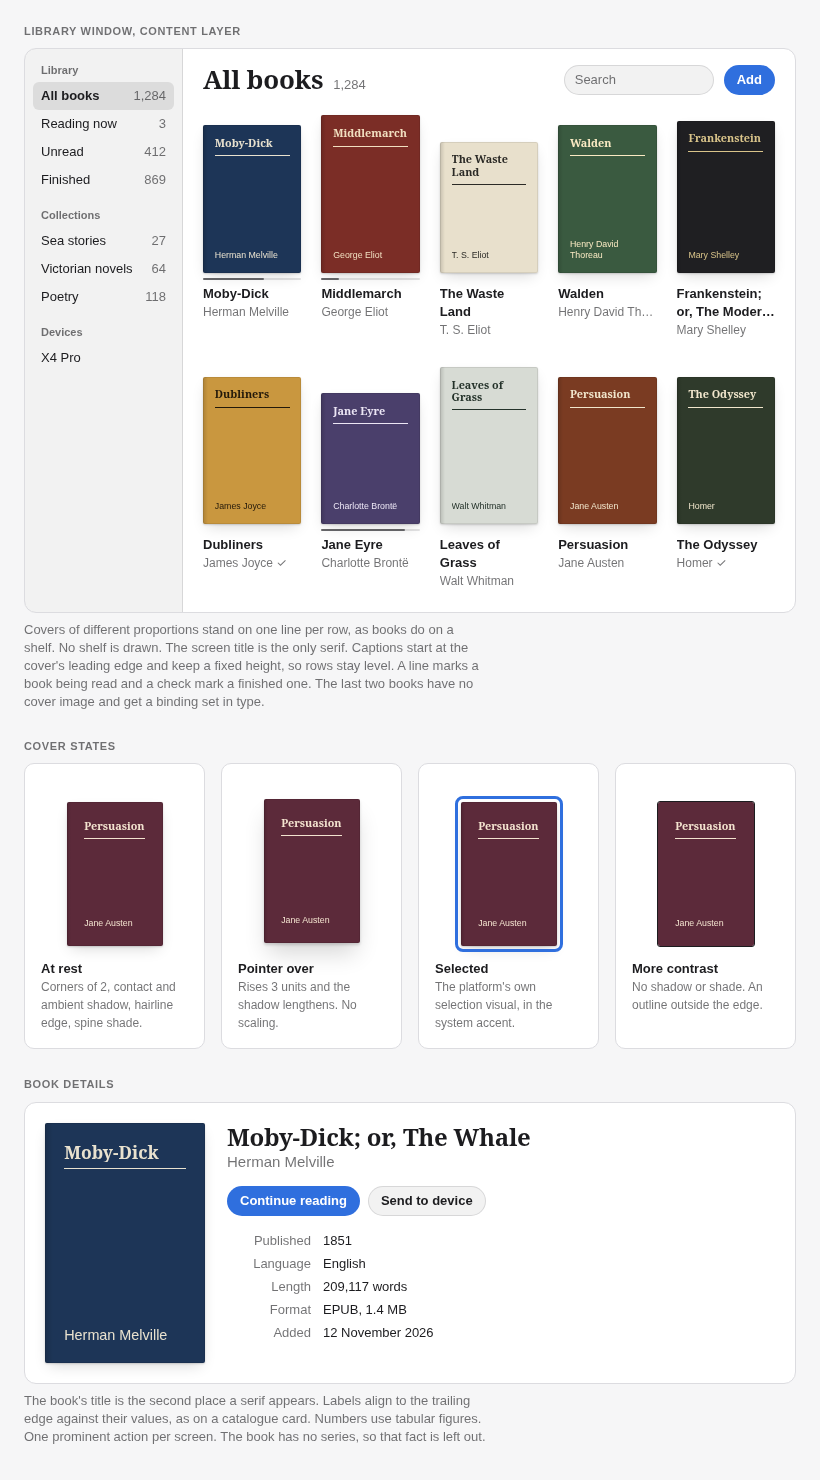 LIBRARY WINDOW, CONTENT LAYER
Library
All books 1,284
Reading now 3
Unread 412
Finished 869
Collections
Sea stories 27
Victorian novels 64
Poetry 118
Devices
X4 Pro
All books 1,284
Search
Add
Moby-Dick
Herman Melville
Moby-Dick
Herman Melville
Middlemarch
George Eliot
Middlemarch
George Eliot
The Waste
Land
T. S. Eliot
The Waste
Land
T. S. Eliot
Walden
Henry David
Thoreau
Walden
Henry David Th…
Frankenstein
Mary Shelley
Frankenstein;
or, The Moder…
Mary Shelley
Dubliners
James Joyce
Dubliners
James Joyce ✓
Jane Eyre
Charlotte Brontë
Jane Eyre
Charlotte Brontë
Leaves of
Grass
Walt Whitman
Leaves of
Grass
Walt Whitman
Persuasion
Jane Austen
Persuasion
Jane Austen
The Odyssey
Homer
The Odyssey
Homer ✓
Covers of different proportions stand on one line per row, as books do on a
shelf. No shelf is drawn. The screen title is the only serif. Captions start at the
cover's leading edge and keep a fixed height, so rows stay level. A line marks a
book being read and a check mark a finished one. The last two books have no
cover image and get a binding set in type.
COVER STATES
Persuasion
Jane Austen
At rest
Corners of 2, contact and
ambient shadow, hairline
edge, spine shade.
Persuasion
Jane Austen
Pointer over
Rises 3 units and the
shadow lengthens. No
scaling.
Persuasion
Jane Austen
Selected
The platform's own
selection visual, in the
system accent.
Persuasion
Jane Austen
More contrast
No shadow or shade. An
outline outside the edge.
BOOK DETAILS
Moby-Dick
Herman Melville
Moby-Dick; or, The Whale
Herman Melville
Continue reading
Send to device
Published 1851
Language English
Length 209,117 words
Format EPUB, 1.4 MB
Added 12 November 2026
The book's title is the second place a serif appears. Labels align to the trailing
edge against their values, as on a catalogue card. Numbers use tabular figures.
One prominent action per screen. The book has no series, so that fact is left out.